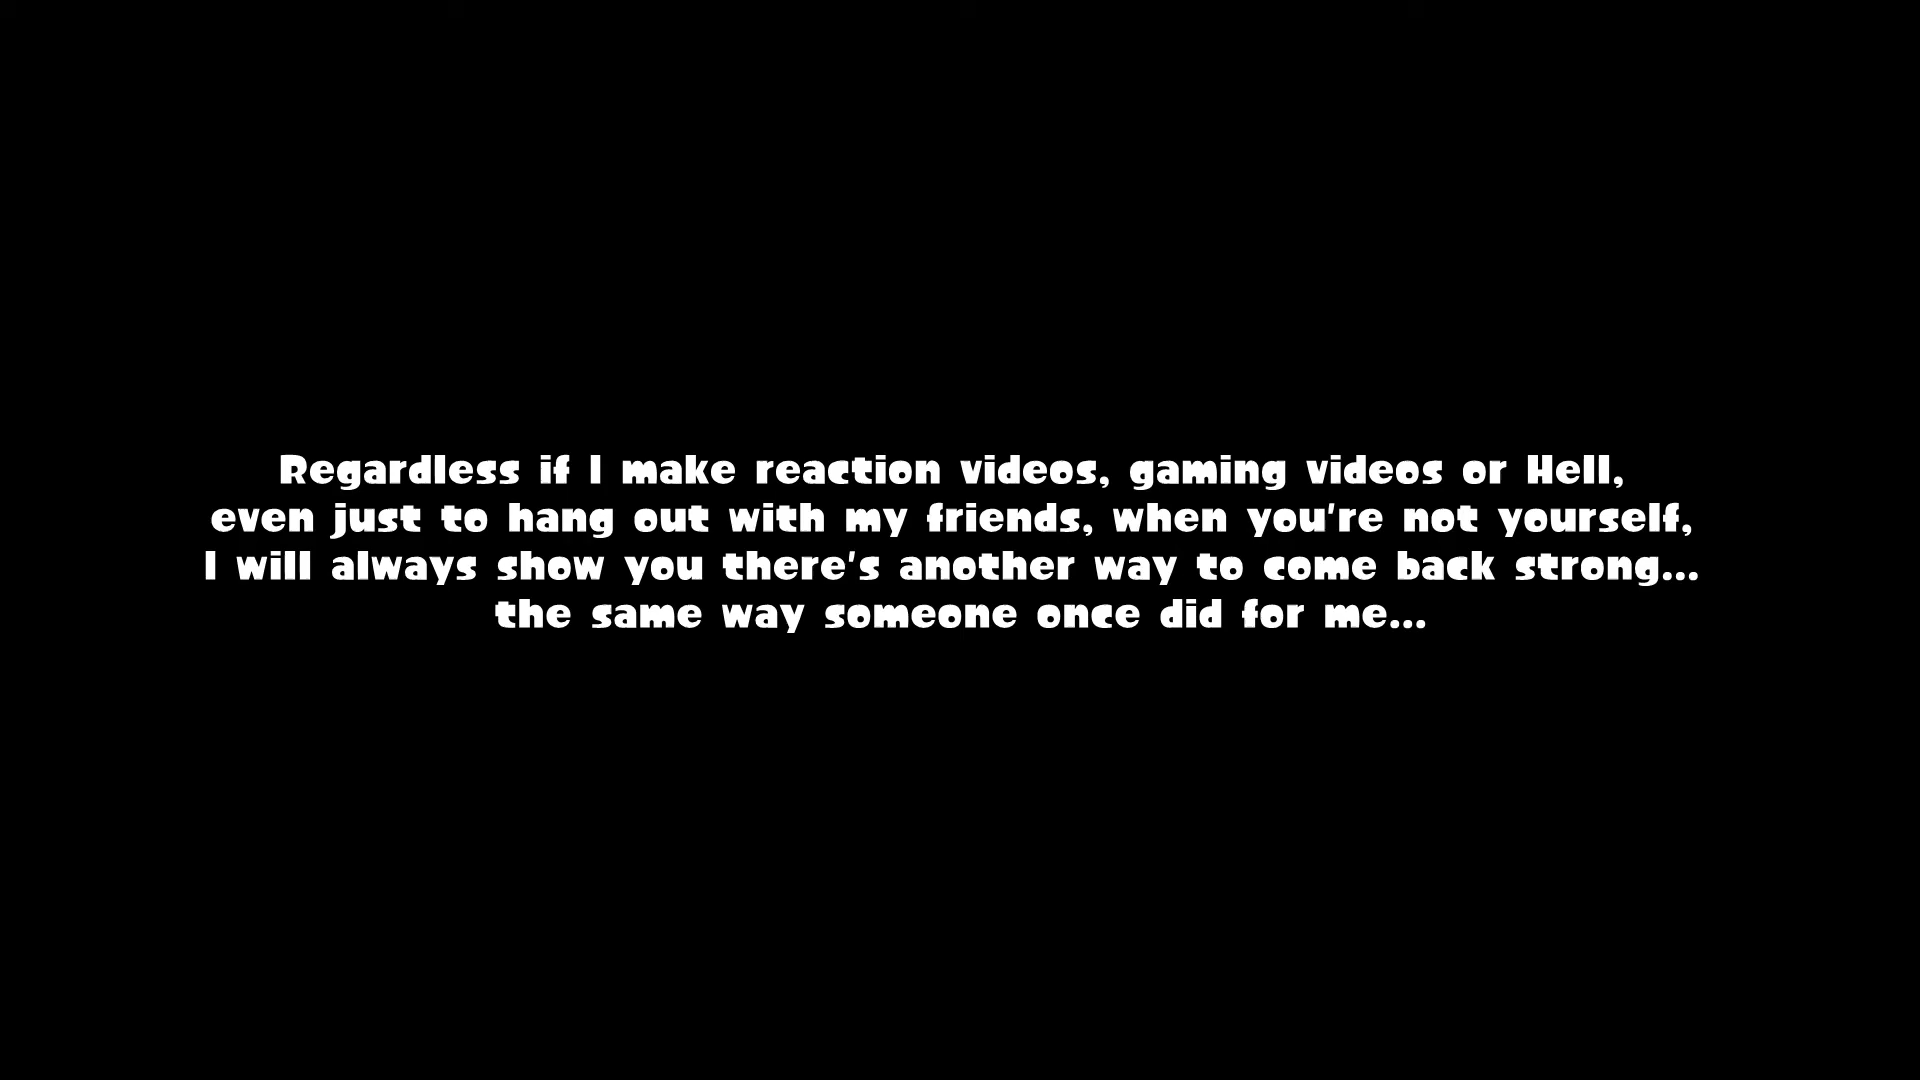 Regardless if I make reaction videos, gaming videos or Hell,
even just to hang out with my friends, when you're not yourself,
I will always show you there's another way to come back strong...
the same way someone once did for me...